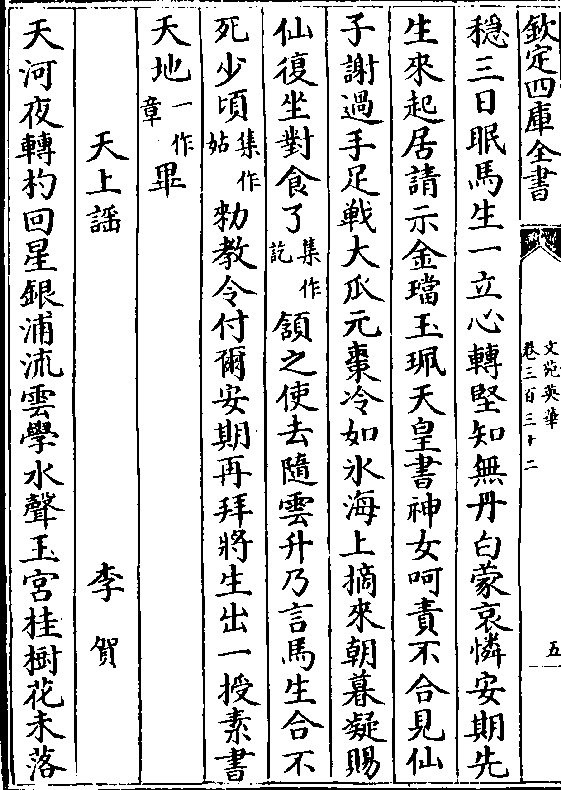 欽定四庫全書
文苑英華
卷三百三十二
五
穏三日眠馬生一立心轉堅知無丹白蒙哀憐安期先
生來起居請示金璫玉珮天皇書神女呵責不合見仙
子謝過手足戰大瓜元棗冷如氷海上摘來朝暮凝賜
仙復坐對食了集作訖頷之使去隨雲升乃言馬生合不
死少頃集作姑勑教令付爾安期再拜將生出一授素書
天地一作章畢
天上謡 李賀
天河夜轉杓回星銀浦流雲學水聲玉宮桂樹花未落